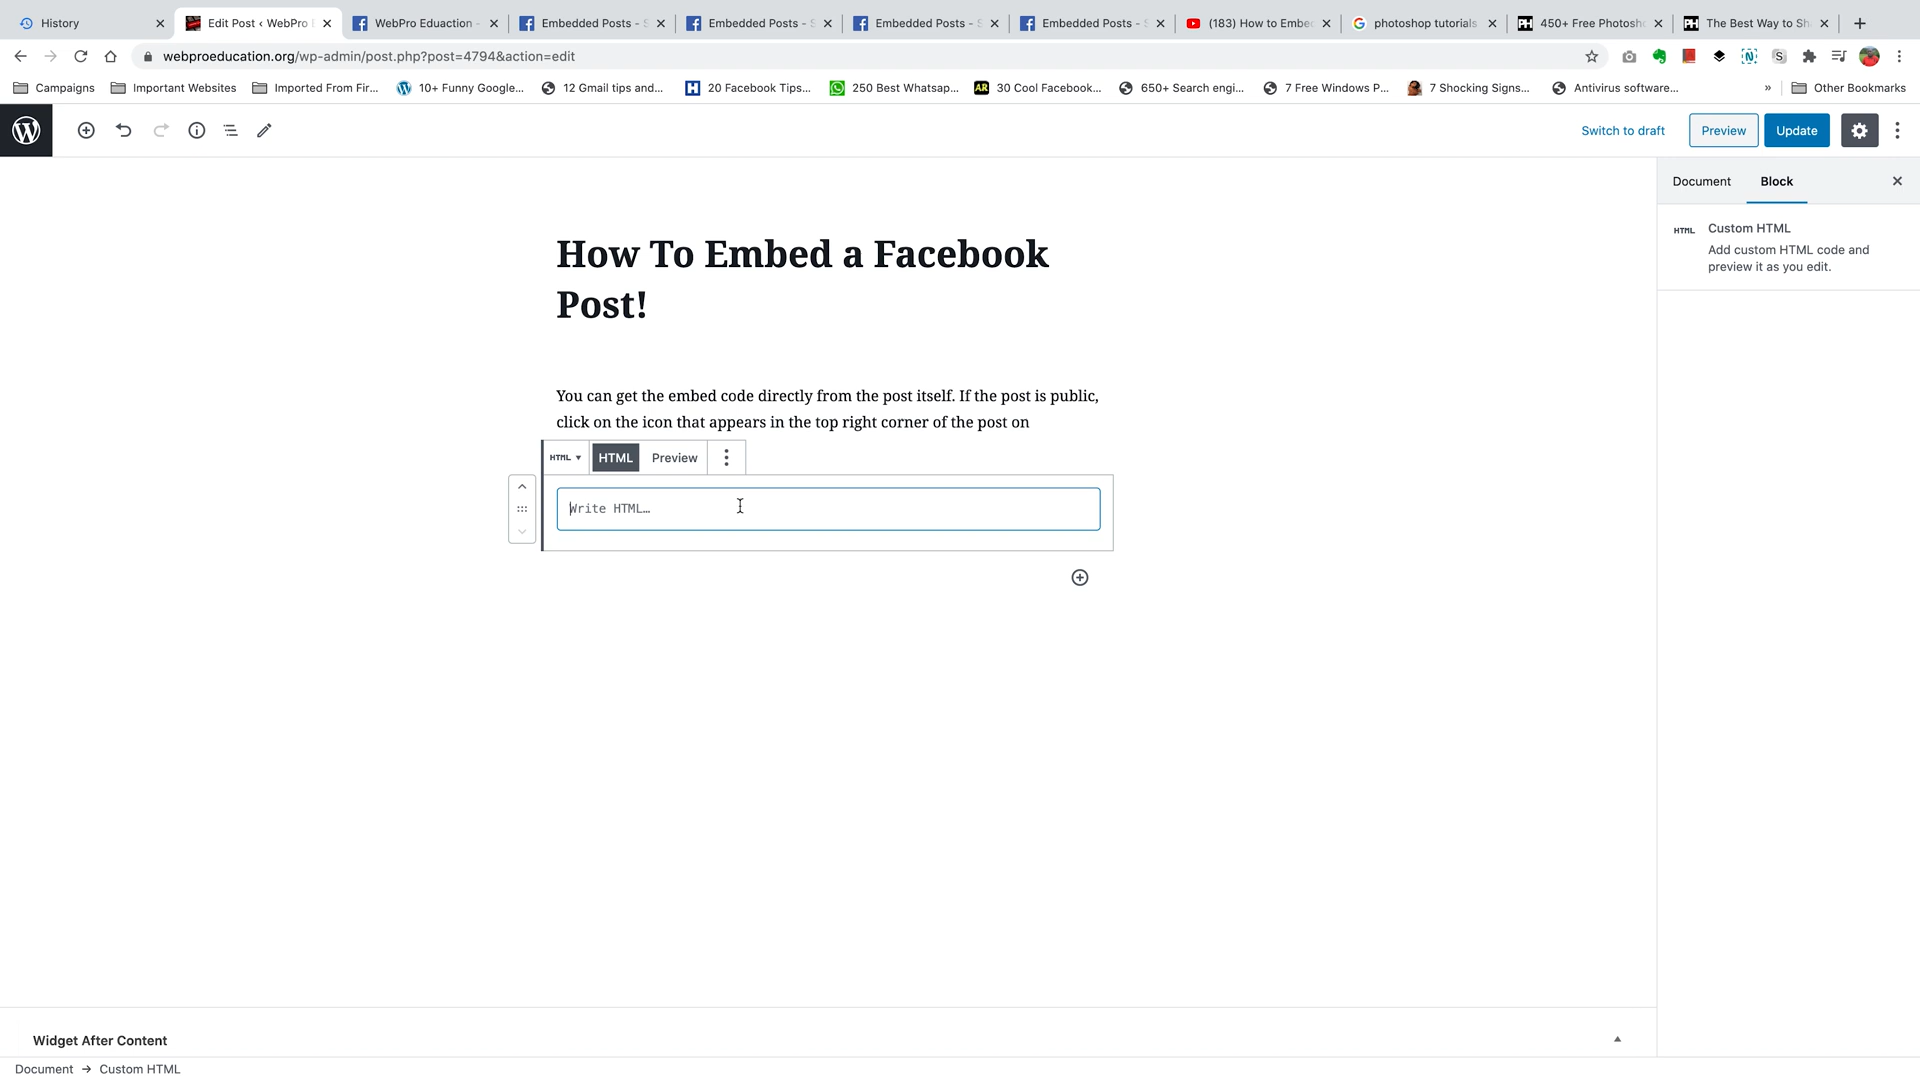 History
Edit Post ‹ WebPro
WebPro Eduaction -
Embedded Posts -
Embedded Posts -
Embedded Posts -
Embedded Posts -
(183) How to Embe
photoshop tutorials
450+ Free Photosh
The Best Way to Sh
webproeducation.org/wp-admin/post.php?post=4794&action=edit
Campaigns
Important Websites
Imported From Fir...
10+ Funny Google...
12 Gmail tips and...
20 Facebook Tips...
250 Best Whatsap...
30 Cool Facebook...
650+ Search engi...
7 Free Windows P...
7 Shocking Signs...
Antivirus software...
»
Other Bookmarks
Switch to draft
Preview
Update
Document
Block
HTML
Custom HTML
Add custom HTML code and
preview it as you edit.
How To Embed a Facebook
Post!
You can get the embed code directly from the post itself. If the post is public,
click on the icon that appears in the top right corner of the post on
HTML
HTML
Preview
Write HTML…
Widget After Content
Document → Custom HTML